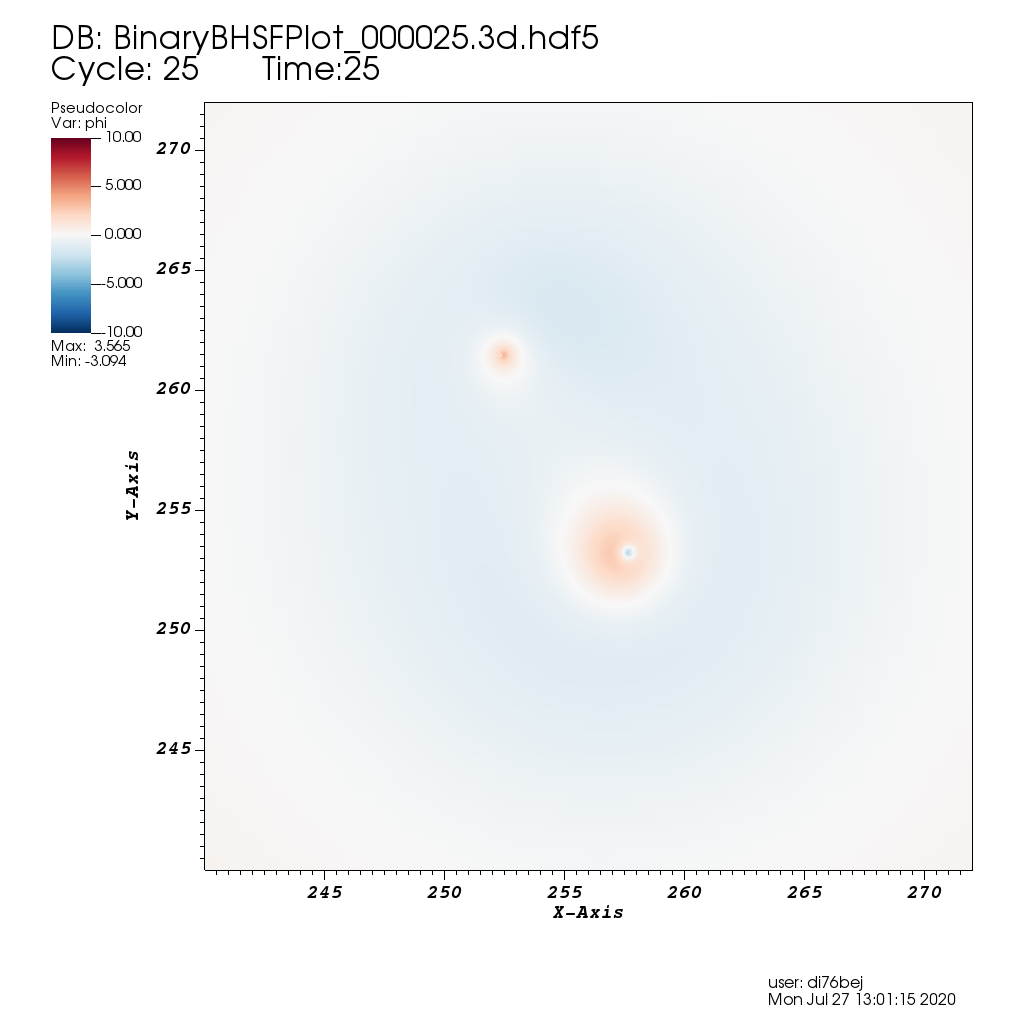 DB: BinaryBHSFPlot_000025.3d.hdf5
Cycle: 25 Time:25
Pseudocolor
Var: phi
10.00
5.000
0.000
-5.000
-10.00
Max: 3.565
Min: -3.094
270
265
260
255
250
245
Y-Axis
245 250 255 260 265 270
X-Axis
user: di76bej
Mon Jul 27 13:01:15 2020